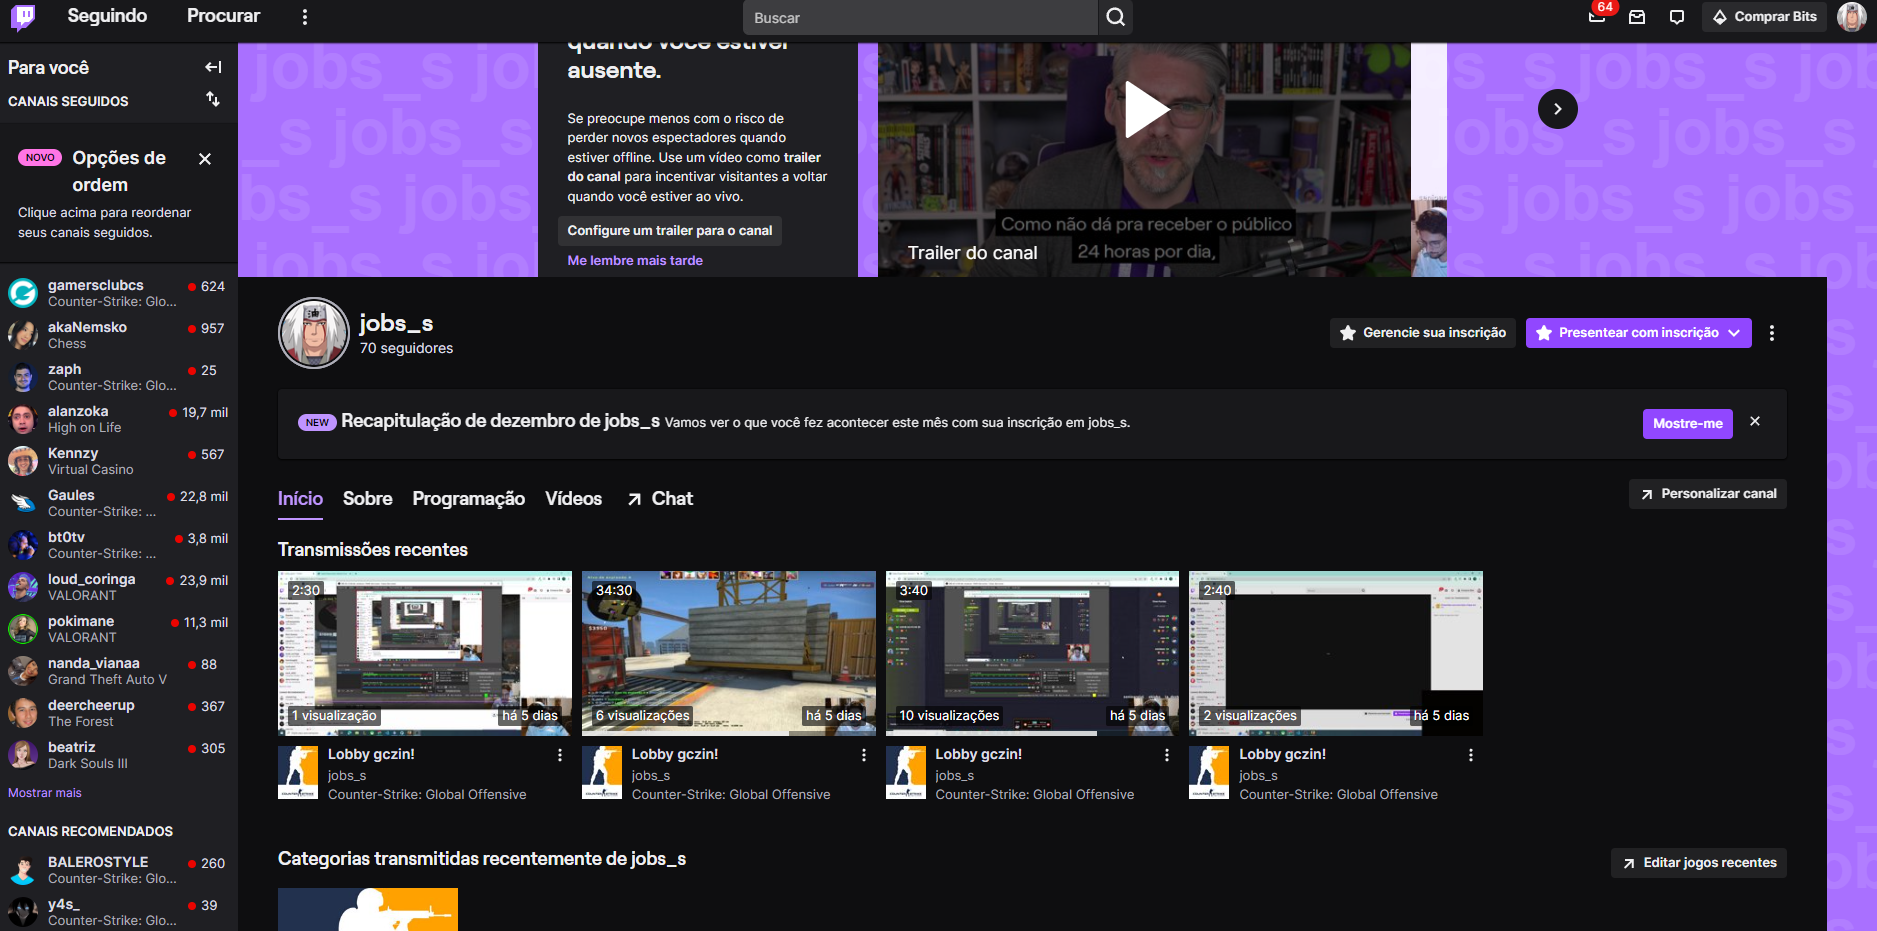 Seguindo
Procurar
Buscar
64
Comprar Bits
Para você
CANAIS SEGUIDOS
NOVO
Opções de
ordem
Clique acima para reordenar
seus canais seguidos.
gamersclubcs
624
Counter-Strike: Glo...
akaNemsko
957
Chess
zaph
25
Counter-Strike: Glo...
alanzoka
19,7 mil
High on Life
Kennzy
567
Virtual Casino
Gaules
22,8 mil
Counter-Strike: ...
bt0tv
3,8 mil
Counter-Strike: ...
loud_coringa
23,9 mil
VALORANT
pokimane
11,3 mil
VALORANT
nanda_vianaa
88
Grand Theft Auto V
deercheerup
367
The Forest
beatriz
305
Dark Souls III
Mostrar mais
CANAIS RECOMENDADOS
BALEROSTYLE
260
Counter-Strike: Glo...
y4s_
39
Counter-Strike: Glo...
quando você estiver
ausente.
Se preocupe menos com o risco de
perder novos espectadores quando
estiver offline. Use um vídeo como trailer
do canal para incentivar visitantes a voltar
quando você estiver ao vivo.
Configure um trailer para o canal
Me lembre mais tarde
Como não dá pra receber o público
24 horas por dia,
Trailer do canal
jobs_s
70 seguidores
Gerencie sua inscrição
Presentear com inscrição
NEW
Recapitulação de dezembro de jobs_s Vamos ver o que você fez acontecer este mês com sua inscrição em jobs_s.
Mostre-me
Início
Sobre
Programação
Vídeos
Chat
Personalizar canal
Transmissões recentes
2:30
1 visualização
há 5 dias
Lobby gczin!
jobs_s
Counter-Strike: Global Offensive
34:30
6 visualizações
há 5 dias
Lobby gczin!
jobs_s
Counter-Strike: Global Offensive
3:40
10 visualizações
há 5 dias
Lobby gczin!
jobs_s
Counter-Strike: Global Offensive
2:40
2 visualizações
há 5 dias
Lobby gczin!
jobs_s
Counter-Strike: Global Offensive
Categorias transmitidas recentemente de jobs_s
Editar jogos recentes